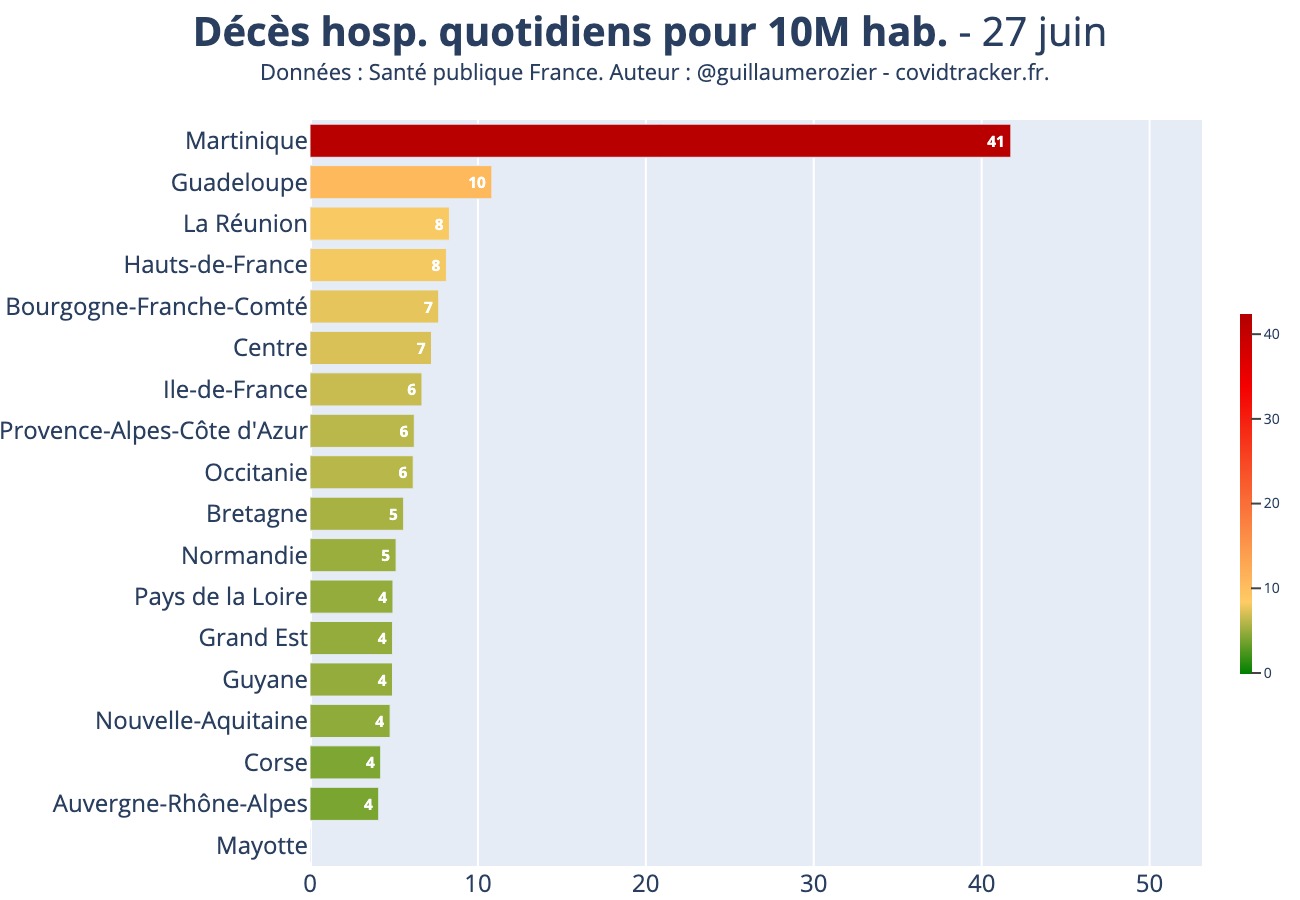 Décès hosp. quotidiens pour 10M hab. - 27 juin
Données : Santé publique France. Auteur : @guillaumerozier - covidtracker.fr.
Martinique 41
Guadeloupe 10
La Réunion 8
Hauts-de-France 8
Bourgogne-Franche-Comté 7
Centre 7
Ile-de-France 6
Provence-Alpes-Côte d'Azur 6
Occitanie 6
Bretagne 5
Normandie 5
Pays de la Loire 4
Grand Est 4
Guyane 4
Nouvelle-Aquitaine 4
Corse 4
Auvergne-Rhône-Alpes 4
Mayotte
0 10 20 30 40 50
40
30
20
10
0